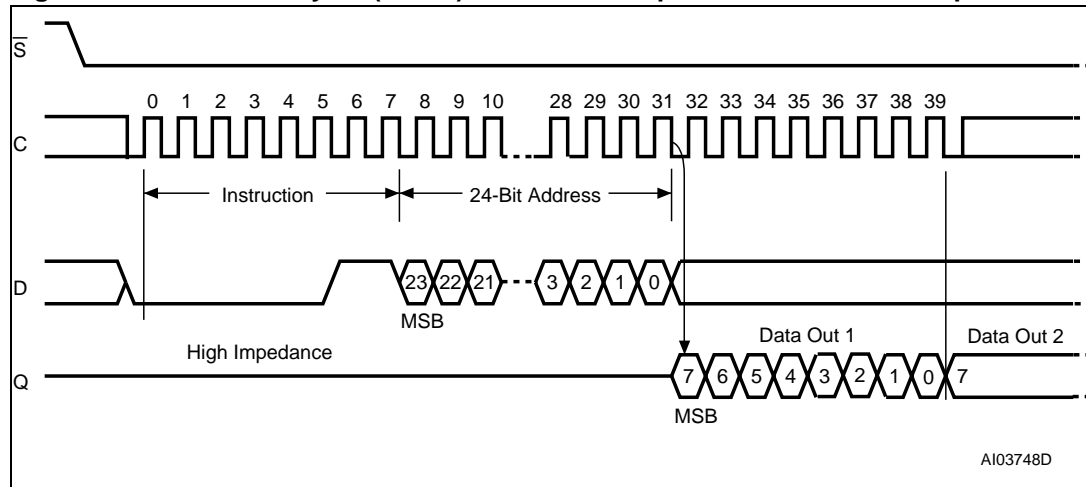 S
0 1 2 3 4 5 6 7 8 9 10 28 29 30 31 32 33 34 35 36 37 38 39
C
Instruction 24-Bit Address
D
23 22 21 3 2 1 0
MSB
High Impedance Data Out 1 Data Out 2
Q
7 6 5 4 3 2 1 0 7
MSB
AI03748D